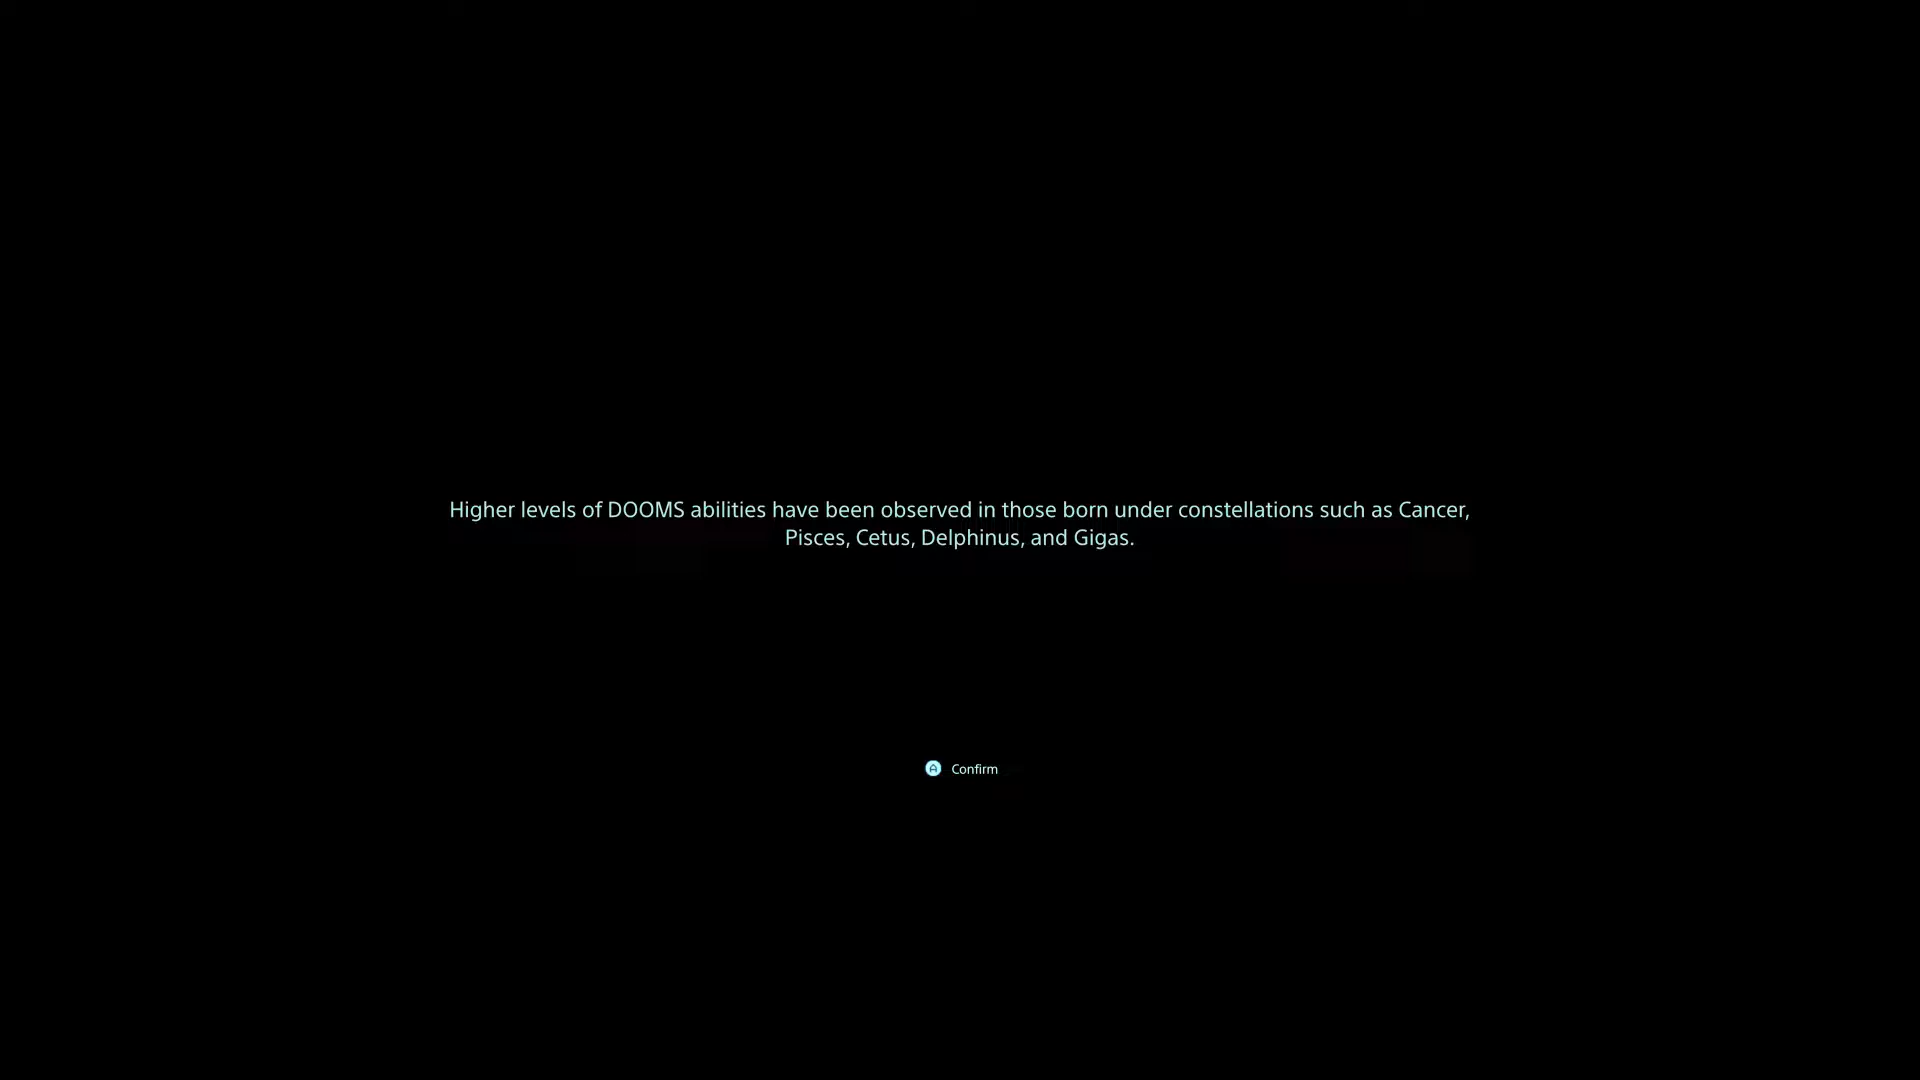 Higher levels of DOOMS abilities have been observed in those born under constellations such as Cancer,
Pisces, Cetus, Delphinus, and Gigas.
A Confirm